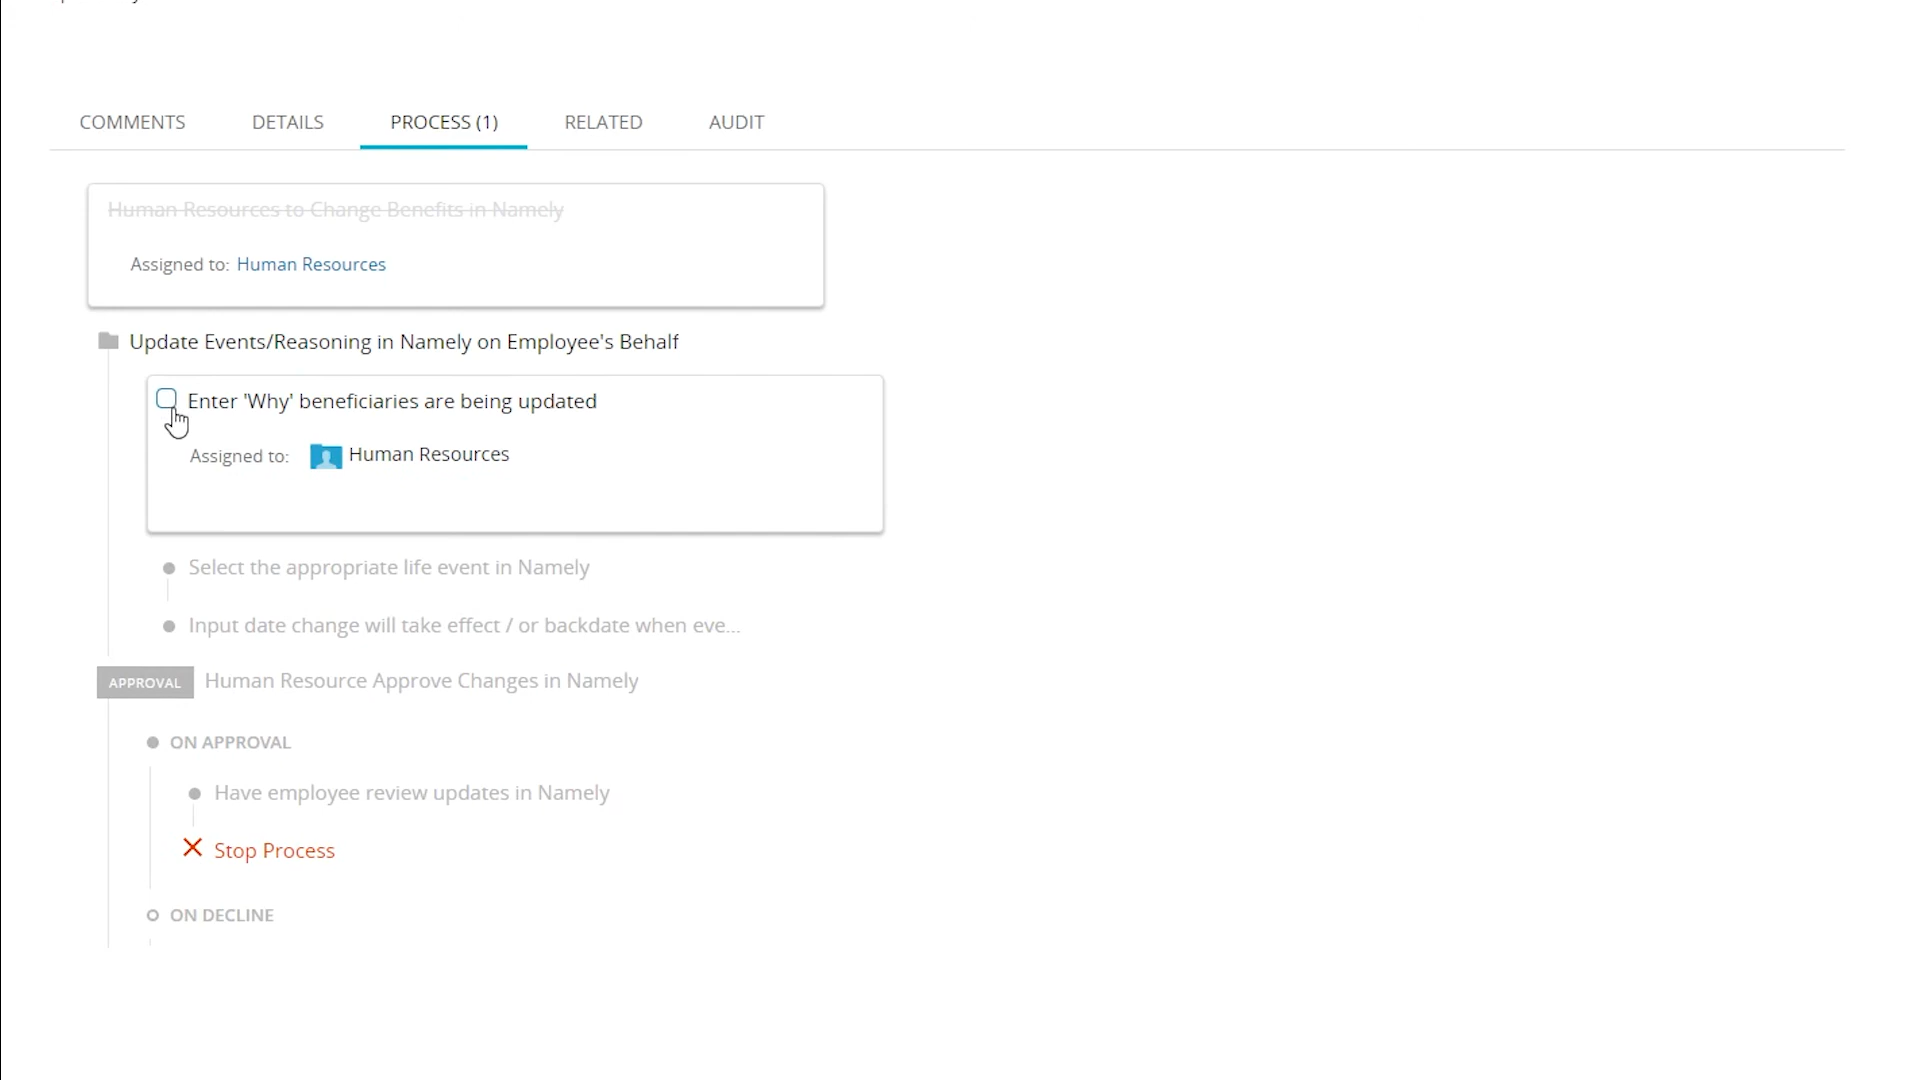 COMMENTS DETAILS PROCESS (1) RELATED AUDIT
Human Resources to Change Benefits in Namely
Assigned to: Human Resources
Update Events/Reasoning in Namely on Employee's Behalf
Enter 'Why' beneficiaries are being updated
Assigned to: Human Resources
Select the appropriate life event in Namely
Input date change will take effect / or backdate when eve...
APPROVAL Human Resource Approve Changes in Namely
ON APPROVAL
Have employee review updates in Namely
Stop Process
ON DECLINE